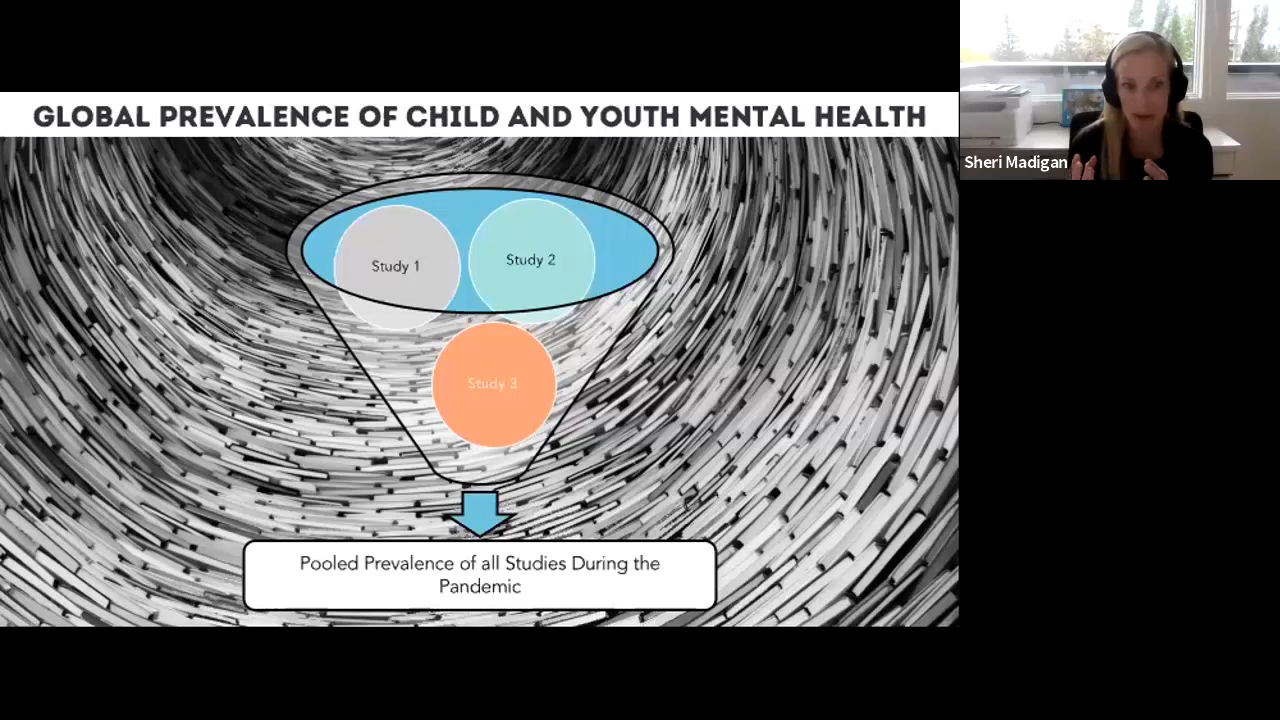 GLOBAL PREVALENCE OF CHILD AND YOUTH MENTAL HEALTH
Sheri Madigan
Study 1
Study 2
Study 3
Pooled Prevalence of all Studies During the
Pandemic